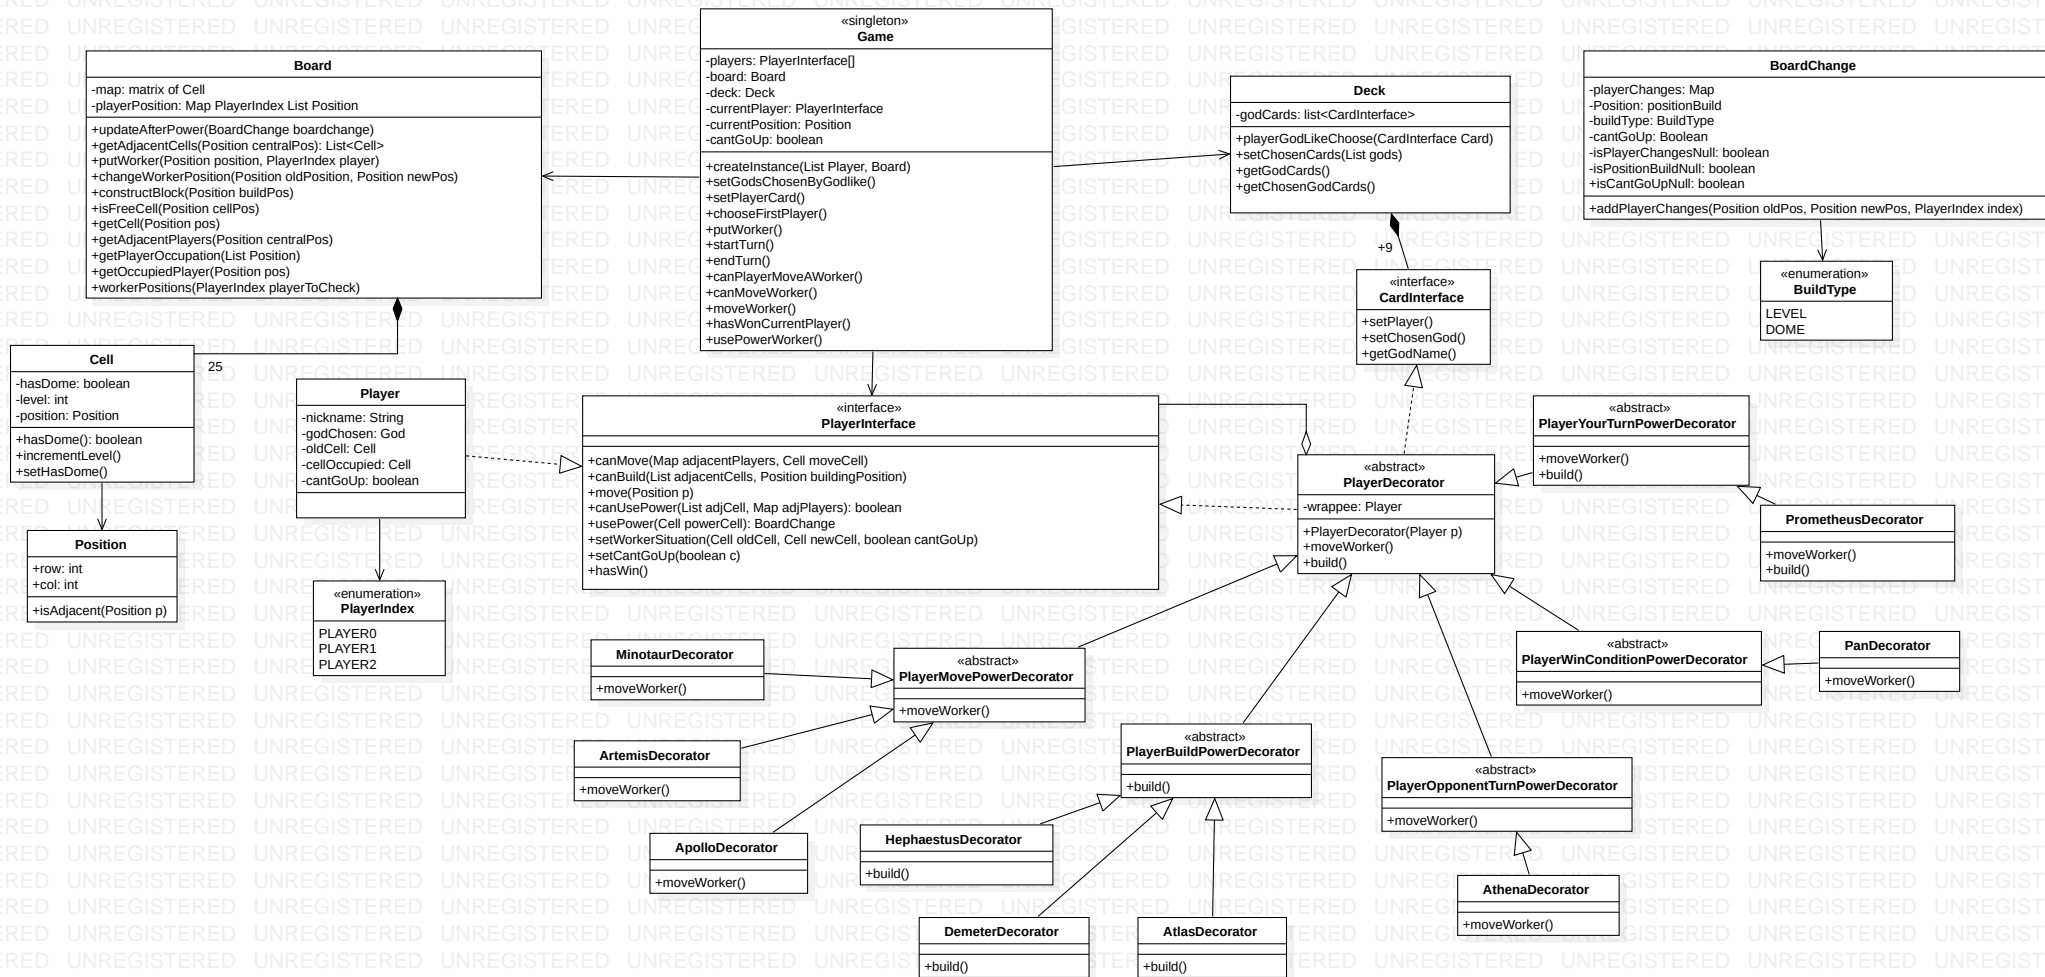 «singleton»
Game
-players: PlayerInterface[]
-board: Board
-deck: Deck
-currentPlayer: PlayerInterface
-currentPosition: Position
-cantGoUp: boolean
+createInstance(List Player, Board)
+setGodsChosenByGodlike()
+setPlayerCard()
+chooseFirstPlayer()
+putWorker()
+startTurn()
+endTurn()
+canPlayerMoveAWorker()
+canMoveWorker()
+moveWorker()
+hasWonCurrentPlayer()
+usePowerWorker()
Board
-map: matrix of Cell
-playerPosition: Map PlayerIndex List Position
+updateAfterPower(BoardChange boardchange)
+getAdjacentCells(Position centralPos): List<Cell>
+putWorker(Position position, PlayerIndex player)
+changeWorkerPosition(Position oldPosition, Position newPos)
+constructBlock(Position buildPos)
+isFreeCell(Position cellPos)
+getCell(Position pos)
+getAdjacentPlayers(Position centralPos)
+getPlayerOccupation(List Position)
+getOccupiedPlayer(Position pos)
+workerPositions(PlayerIndex playerToCheck)
Deck
-godCards: list<CardInterface>
+playerGodLikeChoose(CardInterface Card)
+setChosenCards(List gods)
+getGodCards()
+getChosenGodCards()
BoardChange
-playerChanges: Map
-Position: positionBuild
-buildType: BuildType
-cantGoUp: Boolean
-isPlayerChangesNull: boolean
-isPositionBuildNull: boolean
+isCantGoUpNull: boolean
+addPlayerChanges(Position oldPos, Position newPos, PlayerIndex index)
+9
«interface»
CardInterface
+setPlayer()
+setChosenGod()
+getGodName()
«enumeration»
BuildType
LEVEL
DOME
25
Cell
-hasDome: boolean
-level: int
-position: Position
+hasDome(): boolean
+incrementLevel()
+setHasDome()
Player
-nickname: String
-godChosen: God
-oldCell: Cell
-cellOccupied: Cell
-cantGoUp: boolean
«interface»
PlayerInterface
+canMove(Map adjacentPlayers, Cell moveCell)
+canBuild(List adjacentCells, Position buildingPosition)
+move(Position p)
+canUsePower(List adjCell, Map adjPlayers): boolean
+usePower(Cell powerCell): BoardChange
+setWorkerSituation(Cell oldCell, Cell newCell, boolean cantGoUp)
+setCantGoUp(boolean c)
+hasWin()
«abstract»
PlayerDecorator
-wrappee: Player
+PlayerDecorator(Player p)
+moveWorker()
+build()
«abstract»
PlayerYourTurnPowerDecorator
+moveWorker()
+build()
PrometheusDecorator
+moveWorker()
+build()
Position
+row: int
+col: int
+isAdjacent(Position p)
«enumeration»
PlayerIndex
PLAYER0
PLAYER1
PLAYER2
MinotaurDecorator
+moveWorker()
«abstract»
PlayerMovePowerDecorator
+moveWorker()
«abstract»
PlayerWinConditionPowerDecorator
+moveWorker()
PanDecorator
+moveWorker()
ArtemisDecorator
+moveWorker()
«abstract»
PlayerBuildPowerDecorator
+build()
«abstract»
PlayerOpponentTurnPowerDecorator
+moveWorker()
ApolloDecorator
+moveWorker()
HephaestusDecorator
+build()
AthenaDecorator
+moveWorker()
DemeterDecorator
+build()
AtlasDecorator
+build()
UNREGISTERED